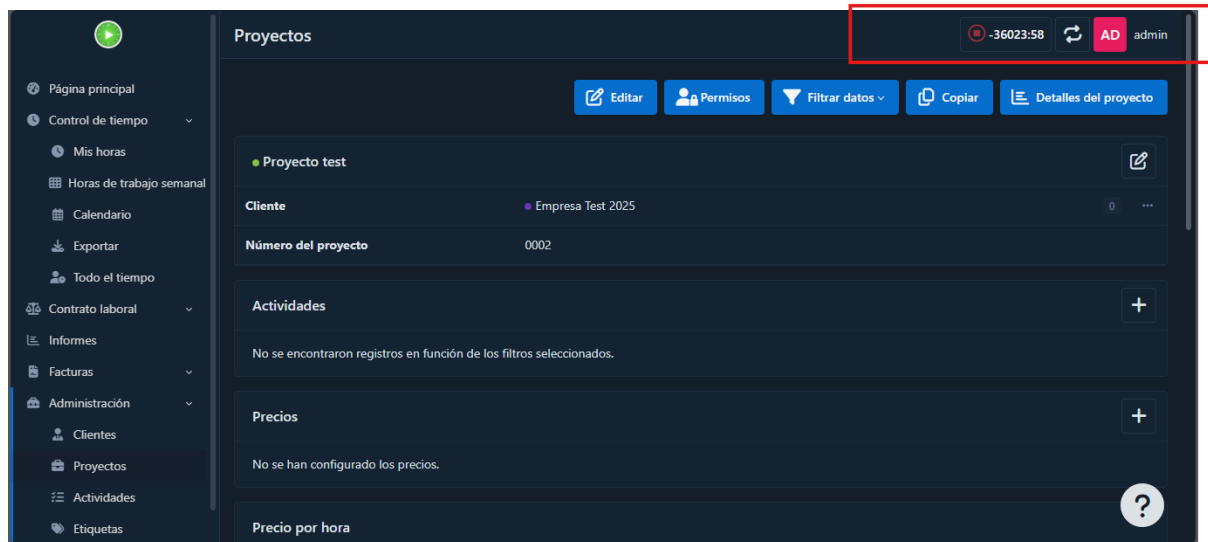 Proyectos
-36023:58
AD
admin
Página principal
Control de tiempo
Mis horas
Horas de trabajo semanal
Calendario
Exportar
Todo el tiempo
Contrato laboral
Informes
Facturas
Administración
Clientes
Proyectos
Actividades
Etiquetas
Editar
Permisos
Filtrar datos
Copiar
Detalles del proyecto
Proyecto test
Cliente Empresa Test 2025 0 ...
Número del proyecto 0002
Actividades +
No se encontraron registros en función de los filtros seleccionados.
Precios +
No se han configurado los precios.
Precio por hora
?